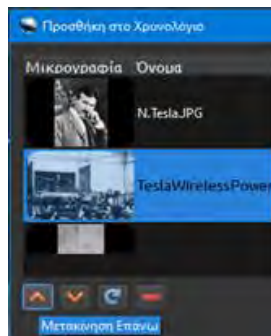 Προσθήκη στο Χρονολόγιο
Μικρογραφία Όνομα
N.Tesla.JPG
TeslaWirelessPower
Μετακίνηση Επάνω